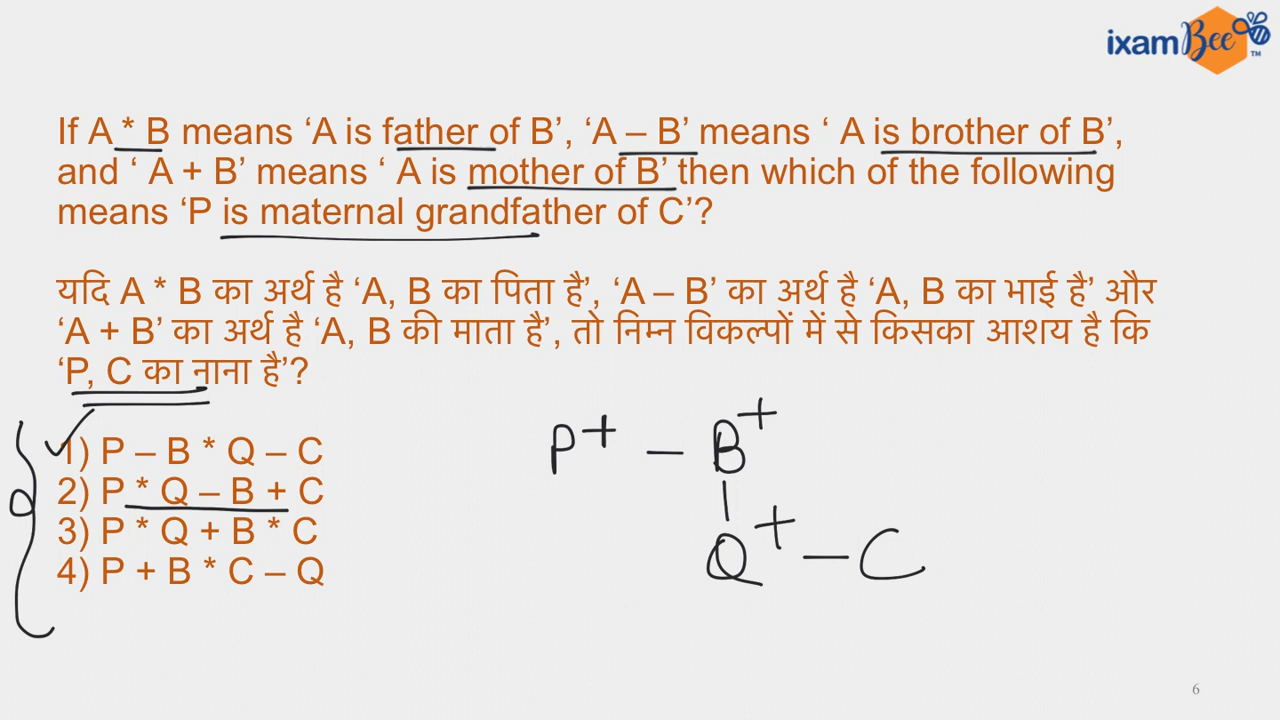 ixamBee™
If A * B means ‘A is father of B’, ‘A – B’ means ‘ A is brother of B’,
and ‘ A + B’ means ‘ A is mother of B’ then which of the following
means ‘P is maternal grandfather of C’?
यदि A * B का अर्थ है ‘A, B का पिता है’, ‘A – B’ का अर्थ है ‘A, B का भाई है’ और
‘A + B’ का अर्थ है ‘A, B की माता है’, तो निम्न विकल्पों में से किसका आशय है कि
‘P, C का नाना है’?
1) P – B * Q – C
2) P * Q – B + C
3) P * Q + B * C
4) P + B * C – Q
P+ – B+
Q+ – C
6